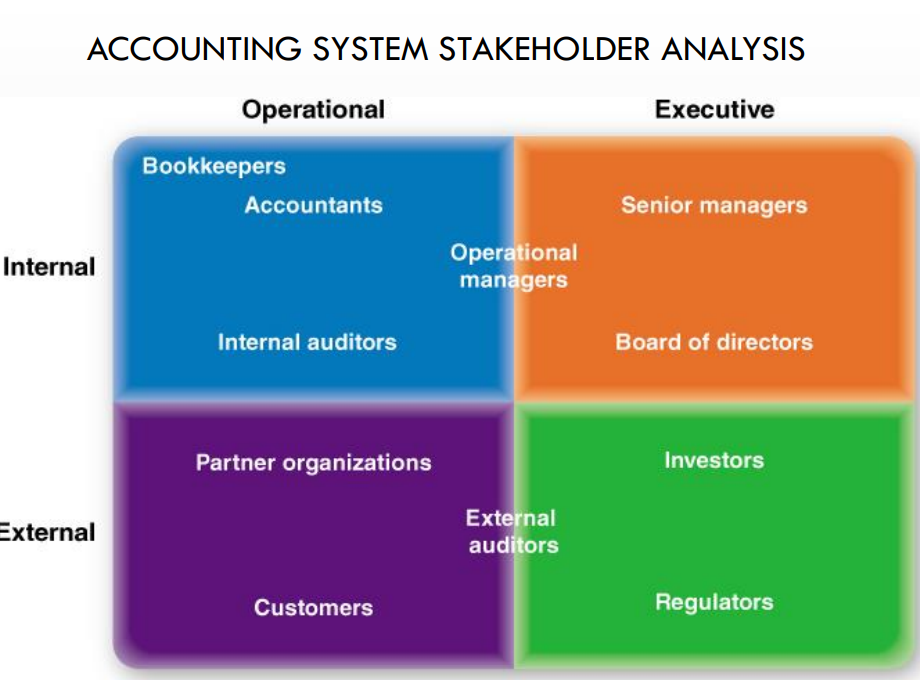 ACCOUNTING SYSTEM STAKEHOLDER ANALYSIS
Operational
Executive
Internal
Bookkeepers
Accountants
Internal auditors
Operational
managers
Senior managers
Board of directors
External
Partner organizations
Customers
External
auditors
Investors
Regulators